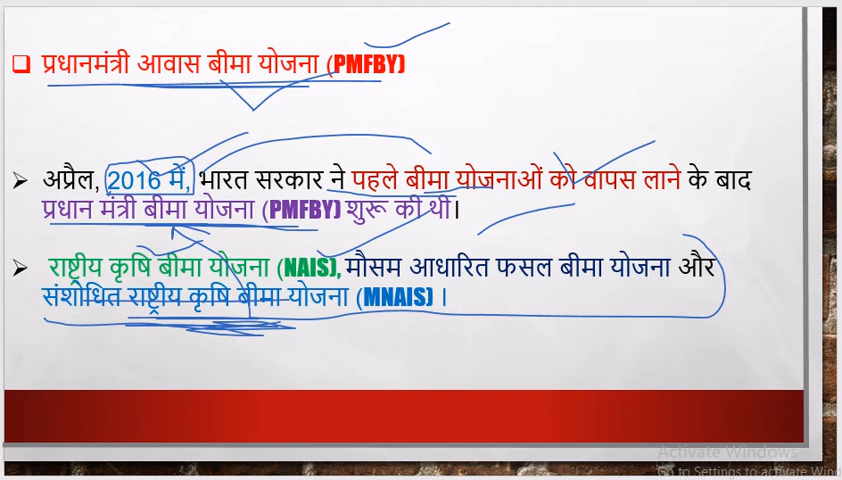 ❑ प्रधानमंत्री आवास बीमा योजना (PMFBY)
➤ अप्रैल, 2016 में, भारत सरकार ने पहले बीमा योजनाओं को वापस लाने के बाद
प्रधान मंत्री बीमा योजना (PMFBY) शुरू की थी।
➤ राष्ट्रीय कृषि बीमा योजना (NAIS), मौसम आधारित फसल बीमा योजना और
संशोधित राष्ट्रीय कृषि बीमा योजना (MNAIS) ।
Activate Windows
Go to Settings to activate Wind